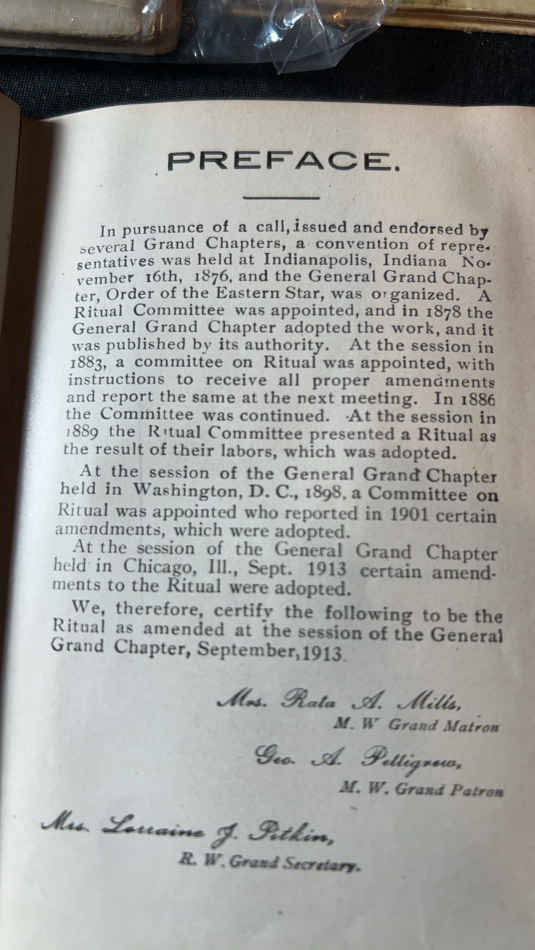 PREFACE.
In pursuance of a call, issued and endorsed by
several Grand Chapters, a convention of repre-
sentatives was held at Indianapolis, Indiana No-
vember 16th, 1876, and the General Grand Chap-
ter, Order of the Eastern Star, was organized. A
Ritual Committee was appointed, and in 1878 the
General Grand Chapter adopted the work, and it
was published by its authority. At the session in
1883, a committee on Ritual was appointed, with
instructions to receive all proper amendments
and report the same at the next meeting. In 1886
the Committee was continued. At the session in
1889 the Ritual Committee presented a Ritual as
the result of their labors, which was adopted.
At the session of the General Grand Chapter
held in Washington, D. C., 1898, a Committee on
Ritual was appointed who reported in 1901 certain
amendments, which were adopted.
At the session of the General Grand Chapter
held in Chicago, Ill., Sept. 1913 certain amend-
ments to the Ritual were adopted.
We, therefore, certify the following to be the
Ritual as amended at the session of the General
Grand Chapter, September, 1913.
Mrs. Rata A. Mills,
M. W Grand Matron
Geo. A. Pettigrew,
M. W. Grand Patron
Mrs. Lorraine J. Pitkin,
R. W. Grand Secretary.